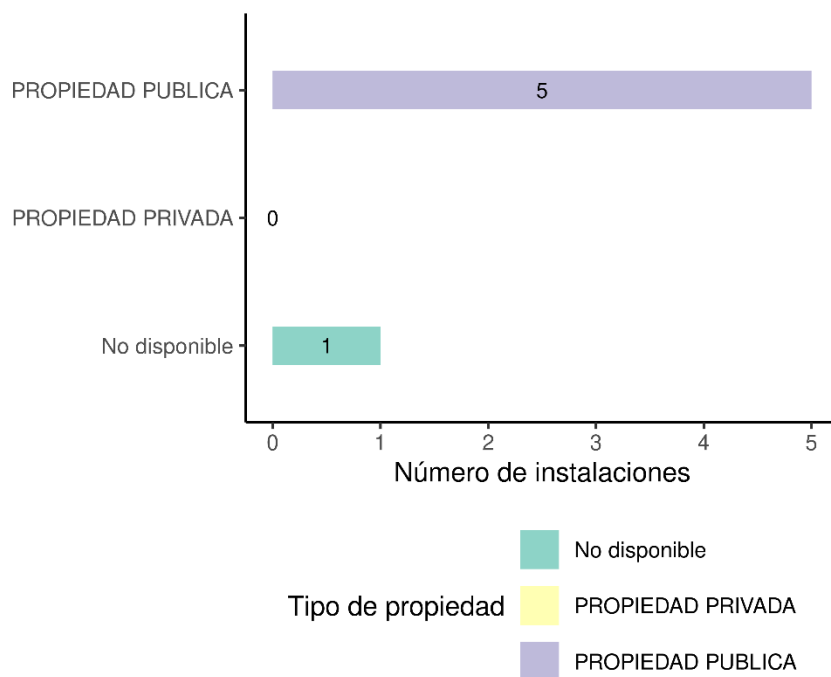 PROPIEDAD PUBLICA
5
PROPIEDAD PRIVADA
0
No disponible
1
0 1 2 3 4 5
Número de instalaciones
Tipo de propiedad
No disponible
PROPIEDAD PRIVADA
PROPIEDAD PUBLICA